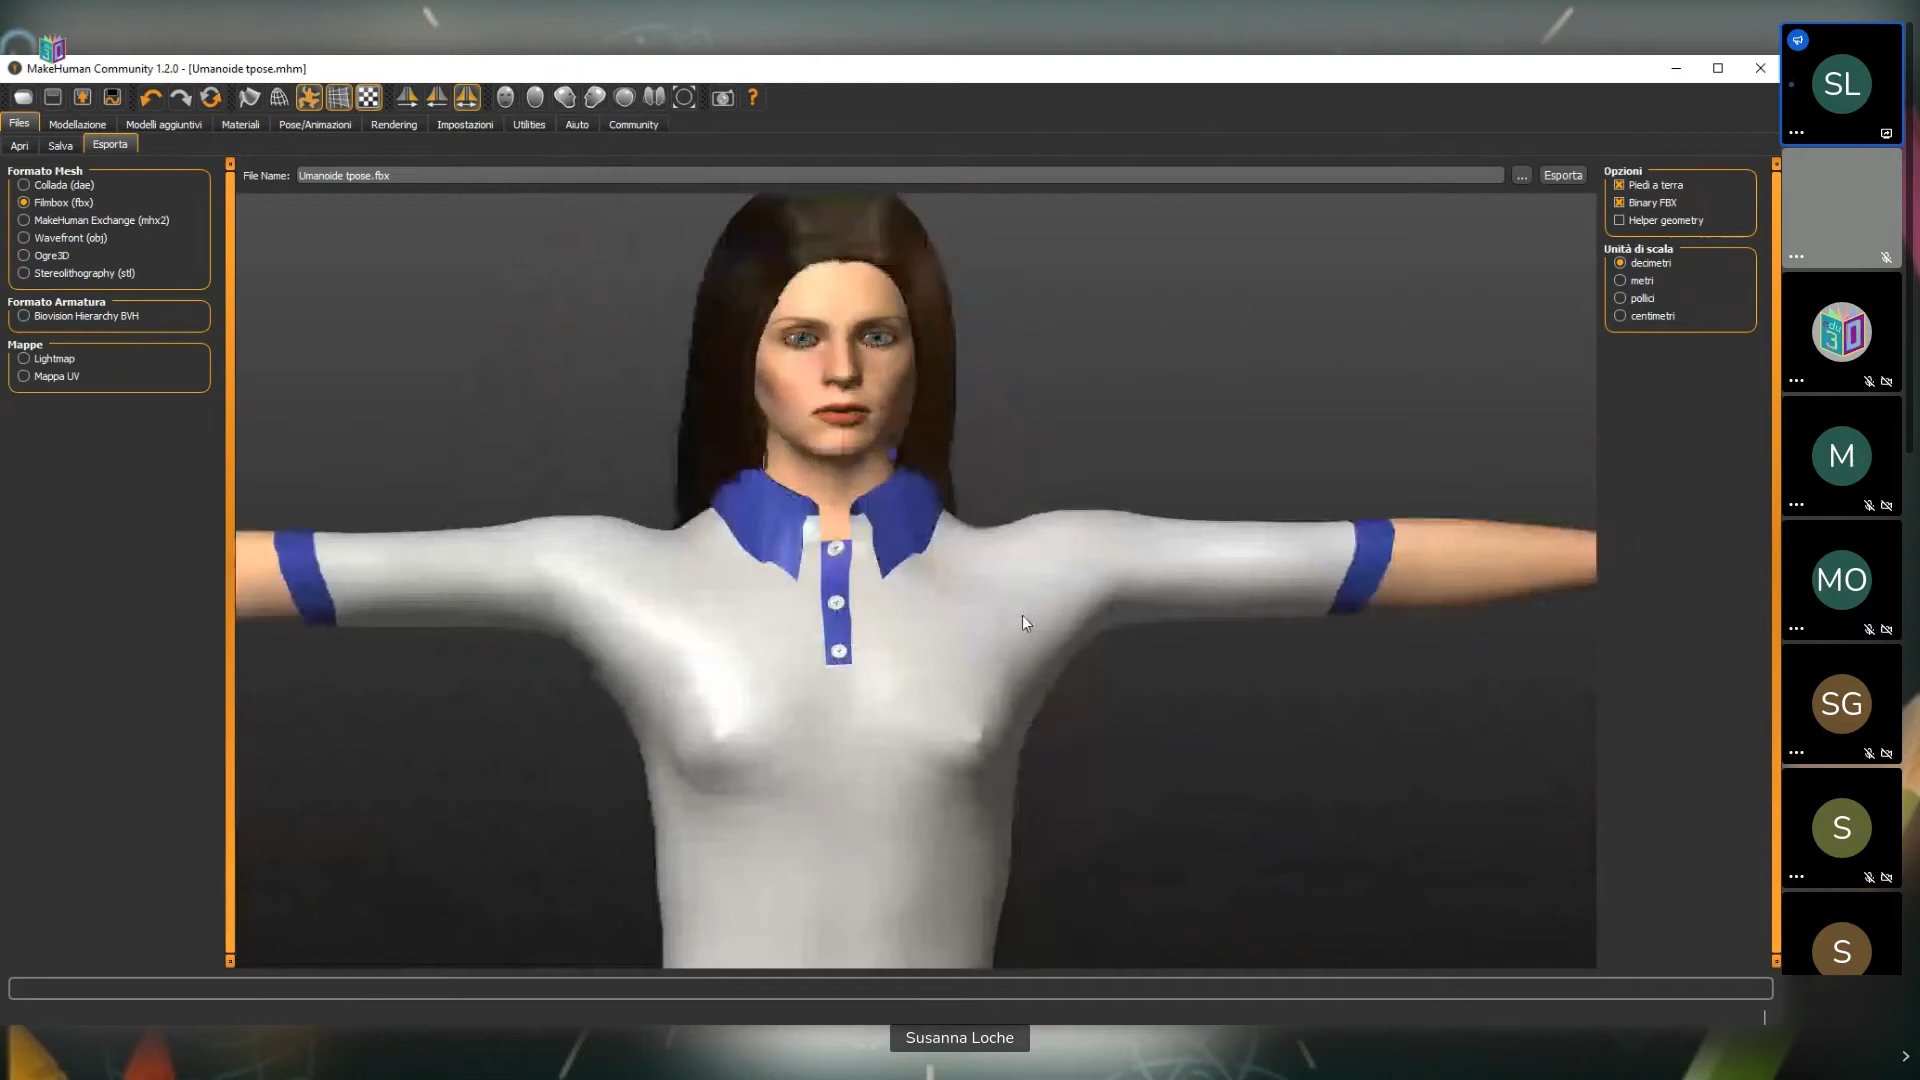 MakeHuman Community 1.2.0 - [Umanoide tpose.mhm]
Files Modellazione Modelli aggiuntivi Materiali Pose/Animazioni Rendering Impostazioni Utilities Aiuto Community
Apri Salva Esporta
Formato Mesh
Collada (dae)
Filmbox (fbx)
MakeHuman Exchange (mhx2)
Wavefront (obj)
Ogre3D
Stereolithography (stl)
Formato Armatura
Biovision Hierarchy BVH
Mappe
Lightmap
Mappa UV
File Name: Umanoide tpose.fbx ... Esporta
Opzioni
Piedi a terra
Binary FBX
Helper geometry
Unità di scala
decimetri
metri
pollici
centimetri
SL
edu
3D
M
MO
SG
S
S
Susanna Loche